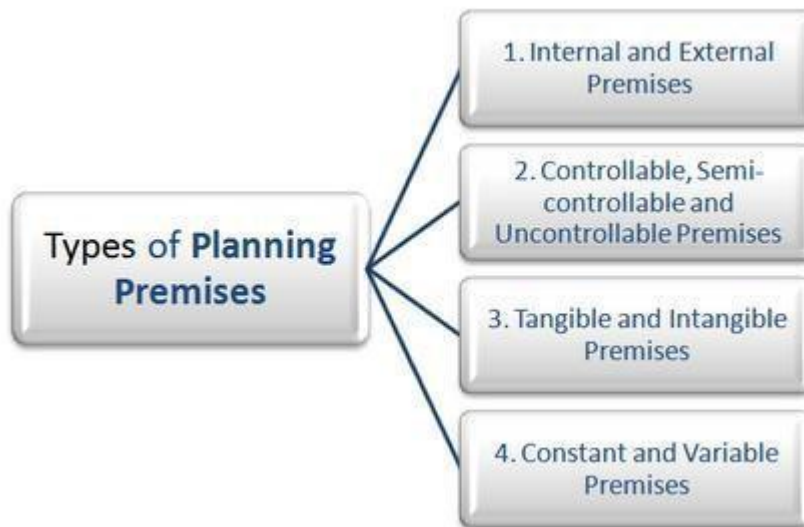 Types of Planning
Premises
1. Internal and External
Premises
2. Controllable, Semi-
controllable and
Uncontrollable Premises
3. Tangible and Intangible
Premises
4. Constant and Variable
Premises